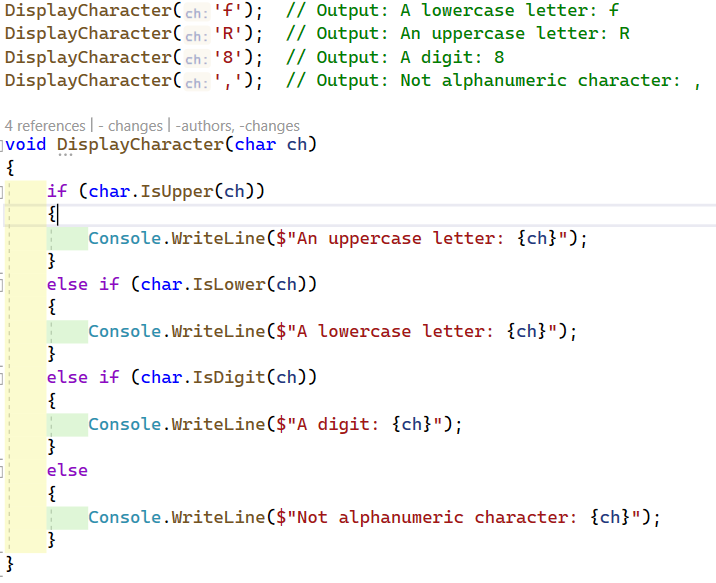 DisplayCharacter(ch: 'f');  // Output: A lowercase letter: f
DisplayCharacter(ch: 'R');  // Output: An uppercase letter: R
DisplayCharacter(ch: '8');  // Output: A digit: 8
DisplayCharacter(ch: ',');  // Output: Not alphanumeric character: ,
4 references | - changes | -authors, -changes
void DisplayCharacter(char ch)
{
    if (char.IsUpper(ch))
    {
        Console.WriteLine($"An uppercase letter: {ch}");
    }
    else if (char.IsLower(ch))
    {
        Console.WriteLine($"A lowercase letter: {ch}");
    }
    else if (char.IsDigit(ch))
    {
        Console.WriteLine($"A digit: {ch}");
    }
    else
    {
        Console.WriteLine($"Not alphanumeric character: {ch}");
    }
}